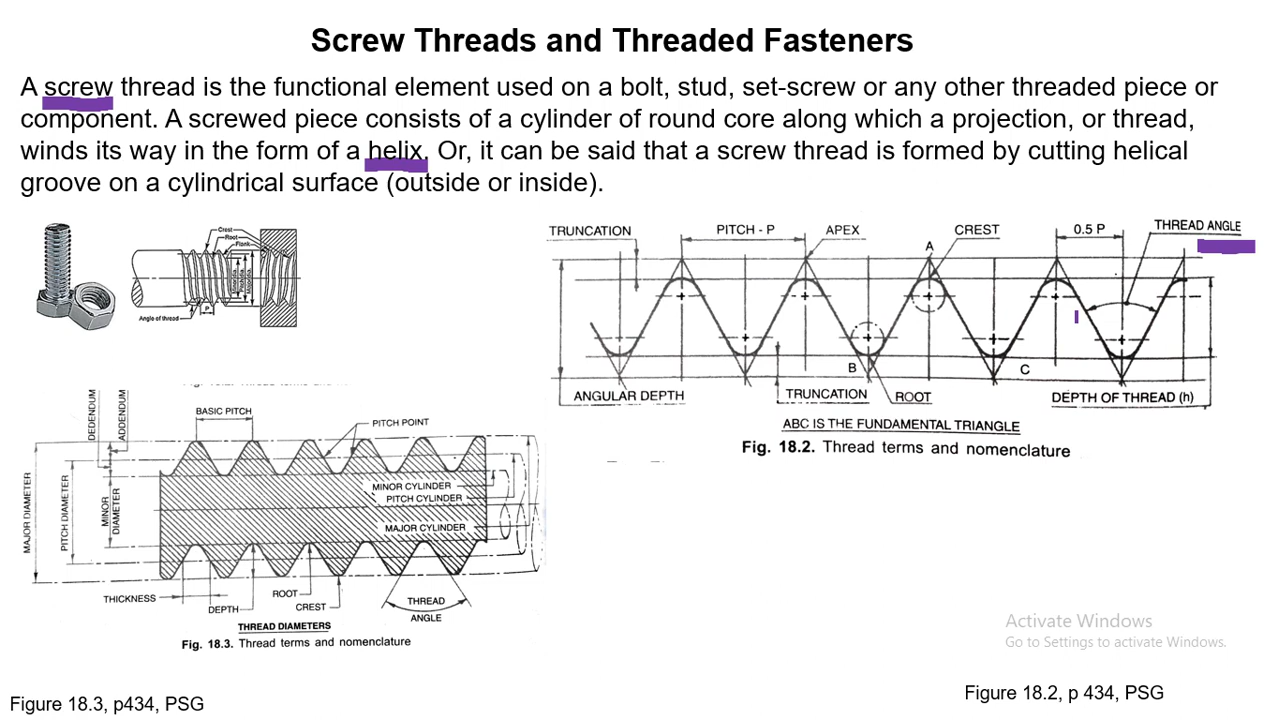 Screw Threads and Threaded Fasteners
A screw thread is the functional element used on a bolt, stud, set-screw or any other threaded piece or
component. A screwed piece consists of a cylinder of round core along which a projection, or thread,
winds its way in the form of a helix. Or, it can be said that a screw thread is formed by cutting helical
groove on a cylindrical surface (outside or inside).
Crest
Root
Flank
Angle of thread
P
TRUNCATION
PITCH - P
APEX
A
CREST
0.5 P
THREAD ANGLE
B
C
ANGULAR DEPTH
TRUNCATION
ROOT
DEPTH OF THREAD (h)
ABC IS THE FUNDAMENTAL TRIANGLE
Fig. 18.2. Thread terms and nomenclature
DEDENDUM
ADDENDUM
BASIC PITCH
PITCH POINT
MAJOR DIAMETER
PITCH DIAMETER
MINOR
DIAMETER
MINOR CYLINDER
PITCH CYLINDER
MAJOR CYLINDER
THICKNESS
DEPTH
ROOT
CREST
THREAD
ANGLE
THREAD DIAMETERS
Fig. 18.3. Thread terms and nomenclature
Activate Windows
Go to Settings to activate Windows.
Figure 18.3, p434, PSG
Figure 18.2, p 434, PSG